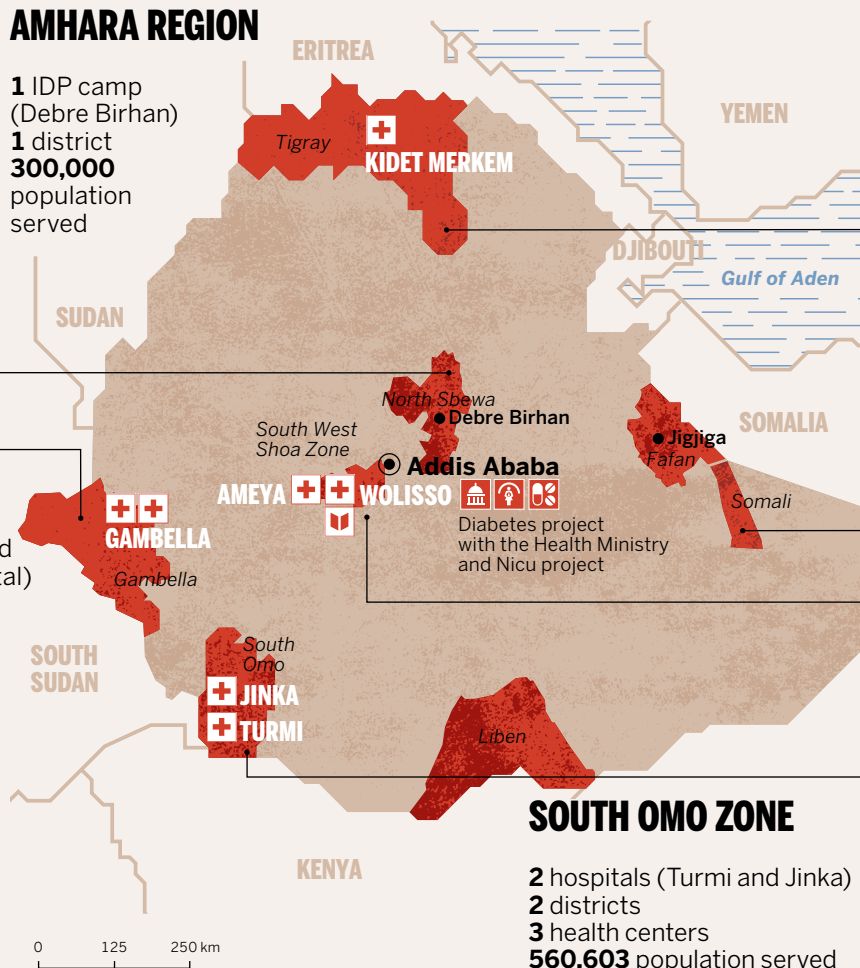 AMHARA REGION
1 IDP camp
(Debre Birhan)
1 district
300,000
population
served
ERITREA
YEMEN
Tigray
KIDET MERKEM
DJIBOUTI
Gulf of Aden
SUDAN
North Sbewa
Debre Birhan
South West
Shoa Zone
SOMALIA
Jigjiga
Fafan
Addis Ababa
AMEYA
WOLISSO
Somali
Diabetes project
with the Health Ministry
and Nicu project
GAMBELLA
d
tal)
Gambella
SOUTH
SUDAN
South
Omo
JINKA
TURMI
Liben
KENYA
SOUTH OMO ZONE
2 hospitals (Turmi and Jinka)
2 districts
3 health centers
560,603 population served
0 125 250 km